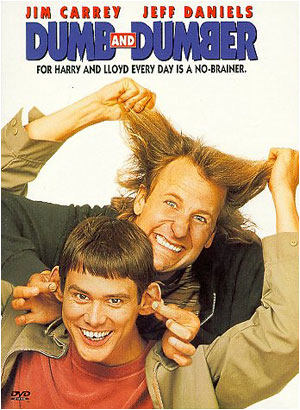 JIM CARREY JEFF DANIELS
DUMB AND DUMBER
FOR HARRY AND LLOYD EVERY DAY IS A NO-BRAINER.
DVD